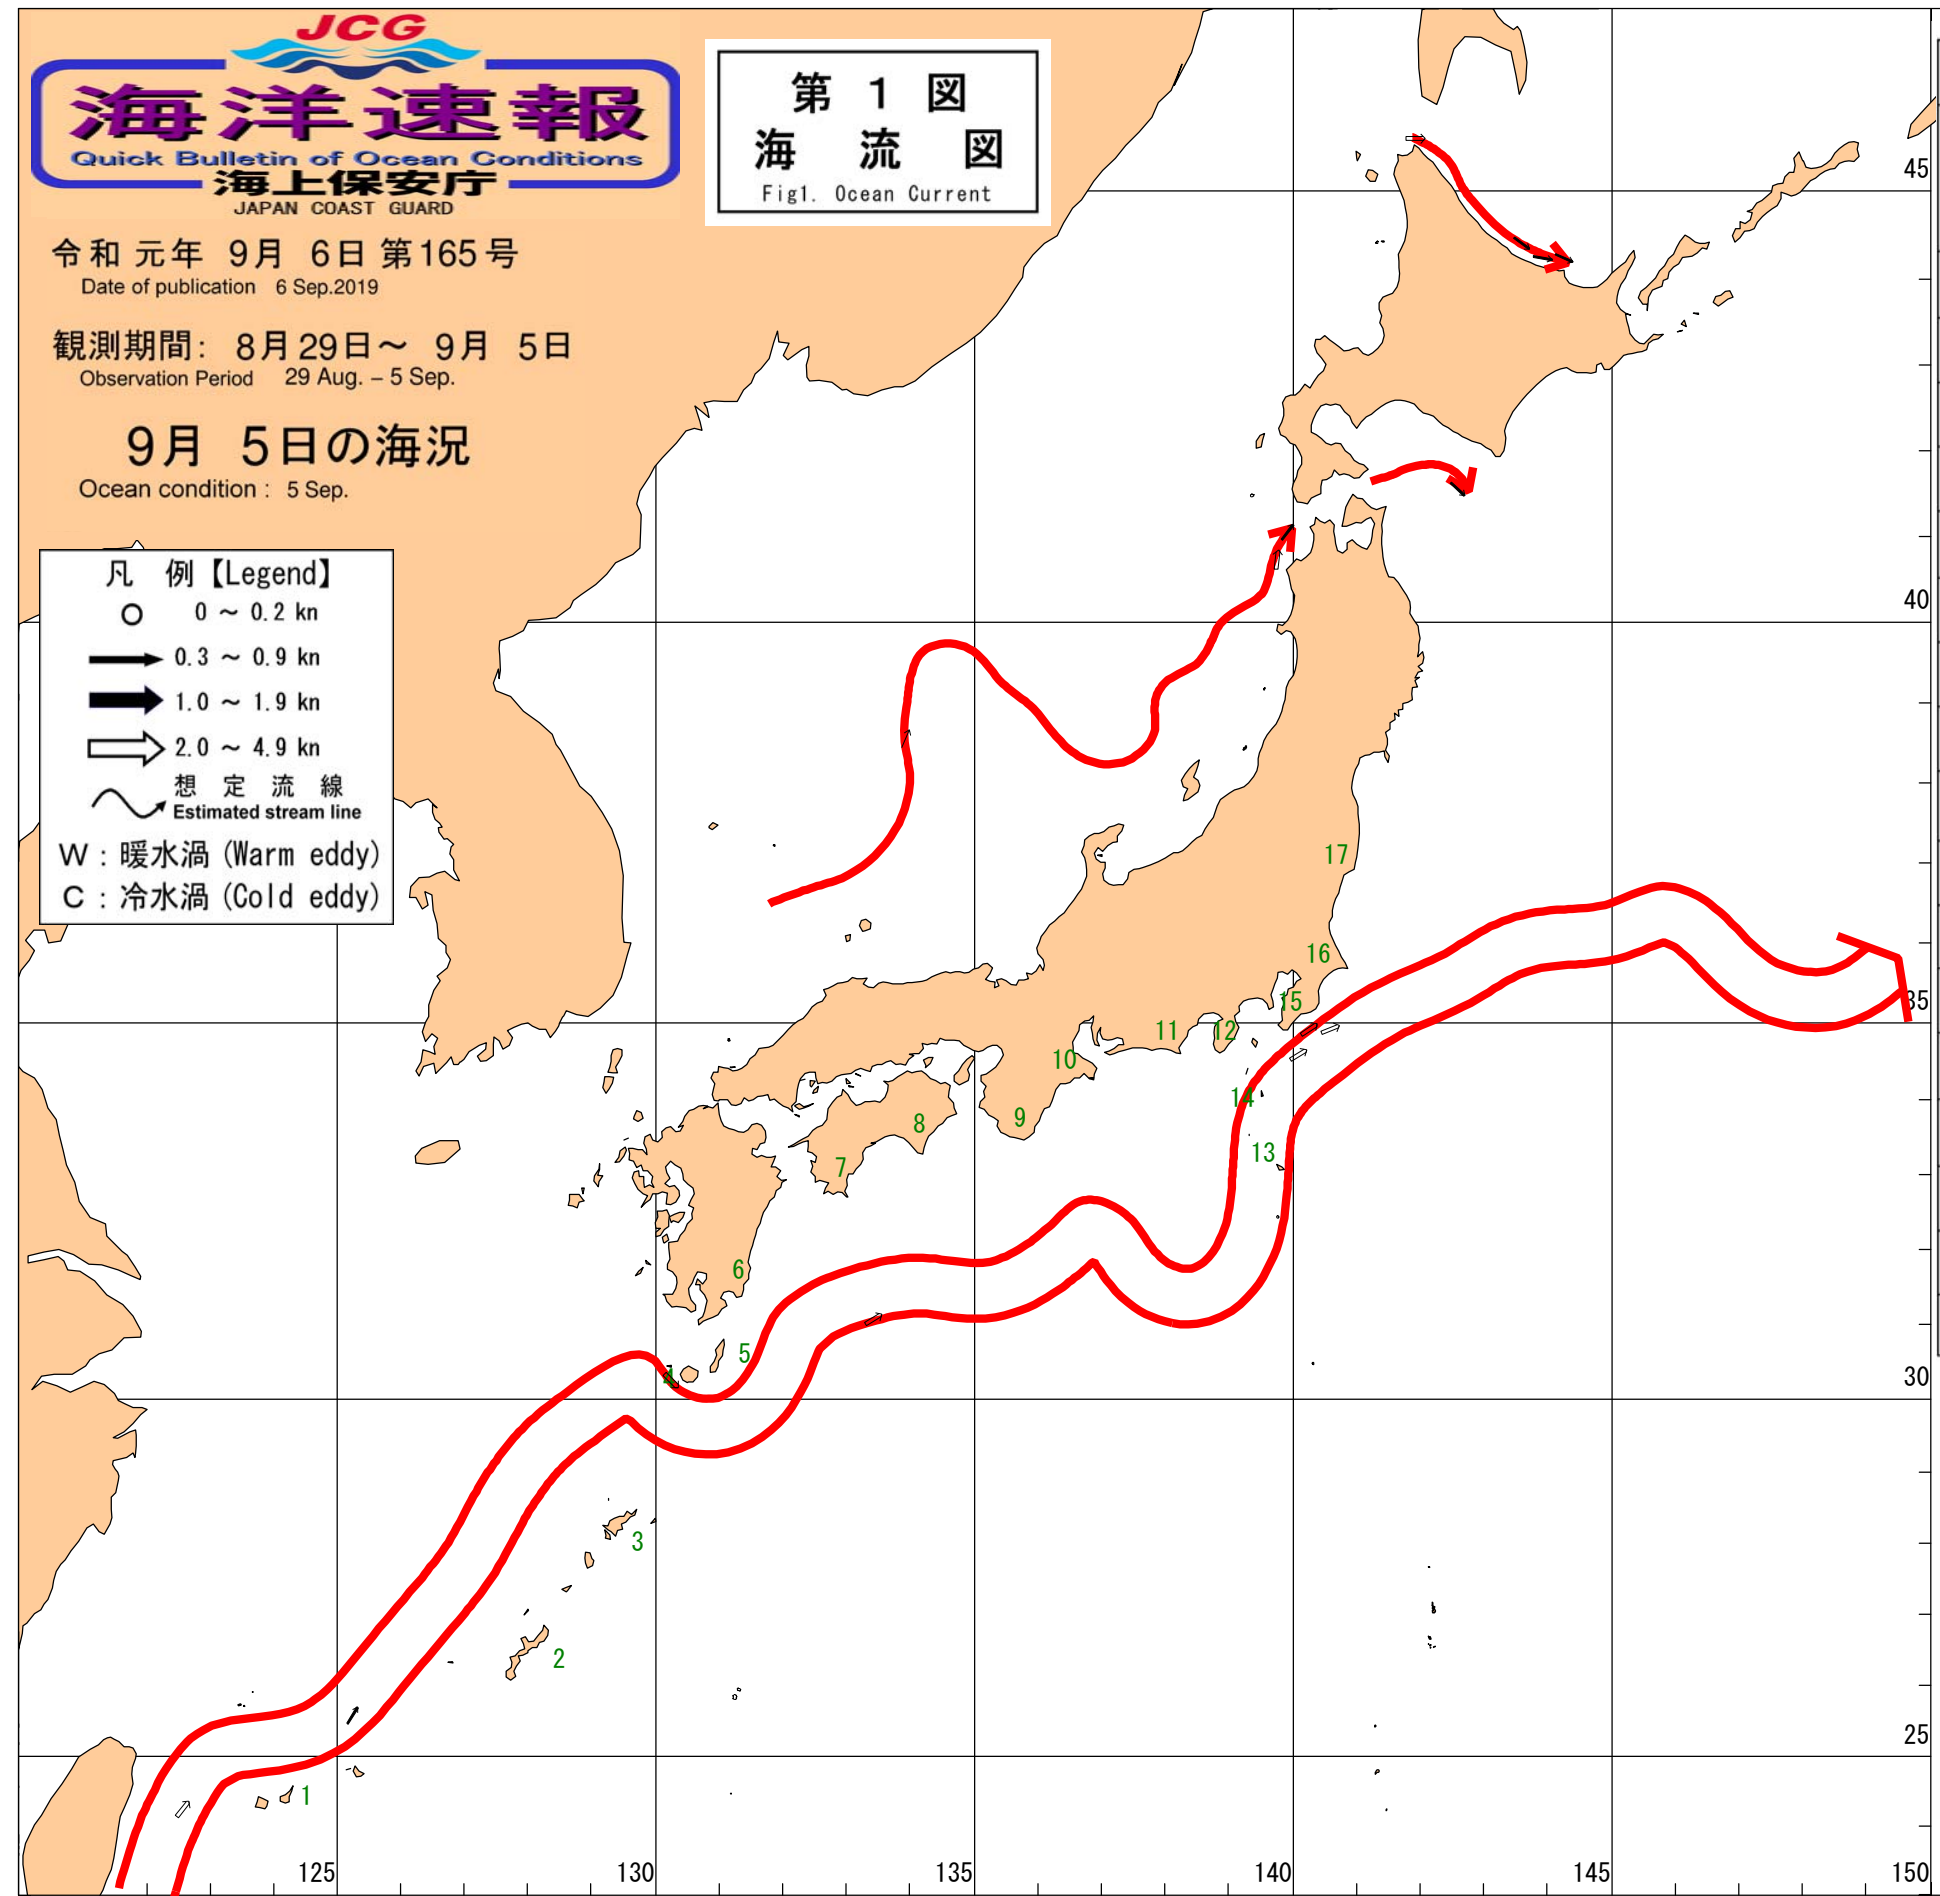 JCG
海洋速報
Quick Bulletin of Ocean Conditions
海上保安庁
JAPAN COAST GUARD
第 1 図
海 流 図
Fig1. Ocean Current
令和 元年 9月 6日 第165号
Date of publication 6 Sep.2019
観測期間: 8月29日~ 9月 5日
Observation Period 29 Aug. – 5 Sep.
9月 5日の海況
Ocean condition : 5 Sep.
凡 例【Legend】
0 ~ 0.2 kn
0.3 ~ 0.9 kn
1.0 ~ 1.9 kn
2.0 ~ 4.9 kn
想 定 流 線
Estimated stream line
W : 暖水渦 (Warm eddy)
C : 冷水渦 (Cold eddy)
45
40
17
16
35
15
11
12
10
14
9
8
13
7
6
5
4
30
3
2
25
1
125
130
135
140
145
150